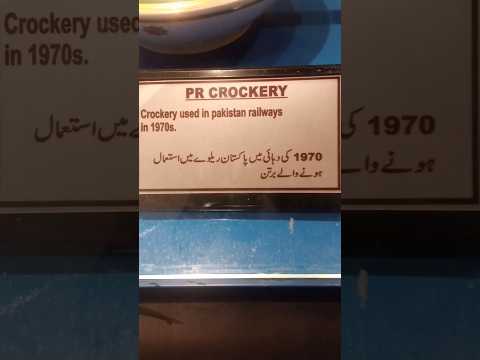 PR CROCKERY
Crockery used in pakistan railways
in 1970s.
1970 کی دہائی میں پاکستان ریلوے میں استعمال
ہونے والے برتن